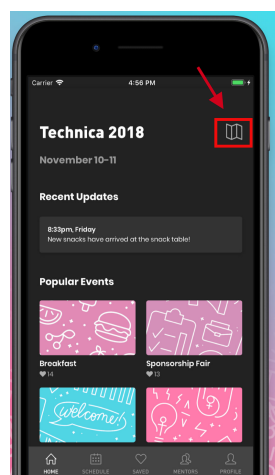 Carrier
4:56 PM
Technica 2018
November 10-11
Recent Updates
8:33pm, Friday
New snacks have arrived at the snack table!
Popular Events
Breakfast
14
Sponsorship Fair
13
Welcome!
HOME
SCHEDULE
SAVED
MENTORS
PROFILE